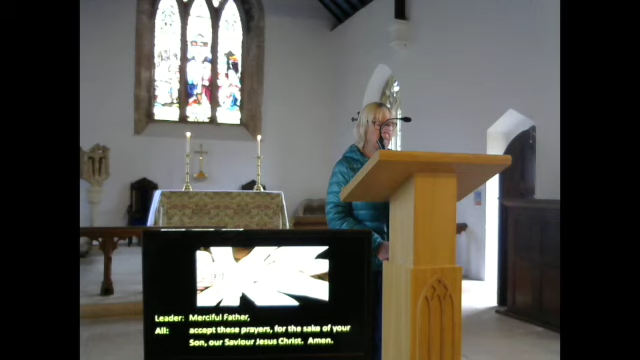 Leader: Merciful Father,
All: accept these prayers, for the sake of your
Son, our Saviour Jesus Christ. Amen.